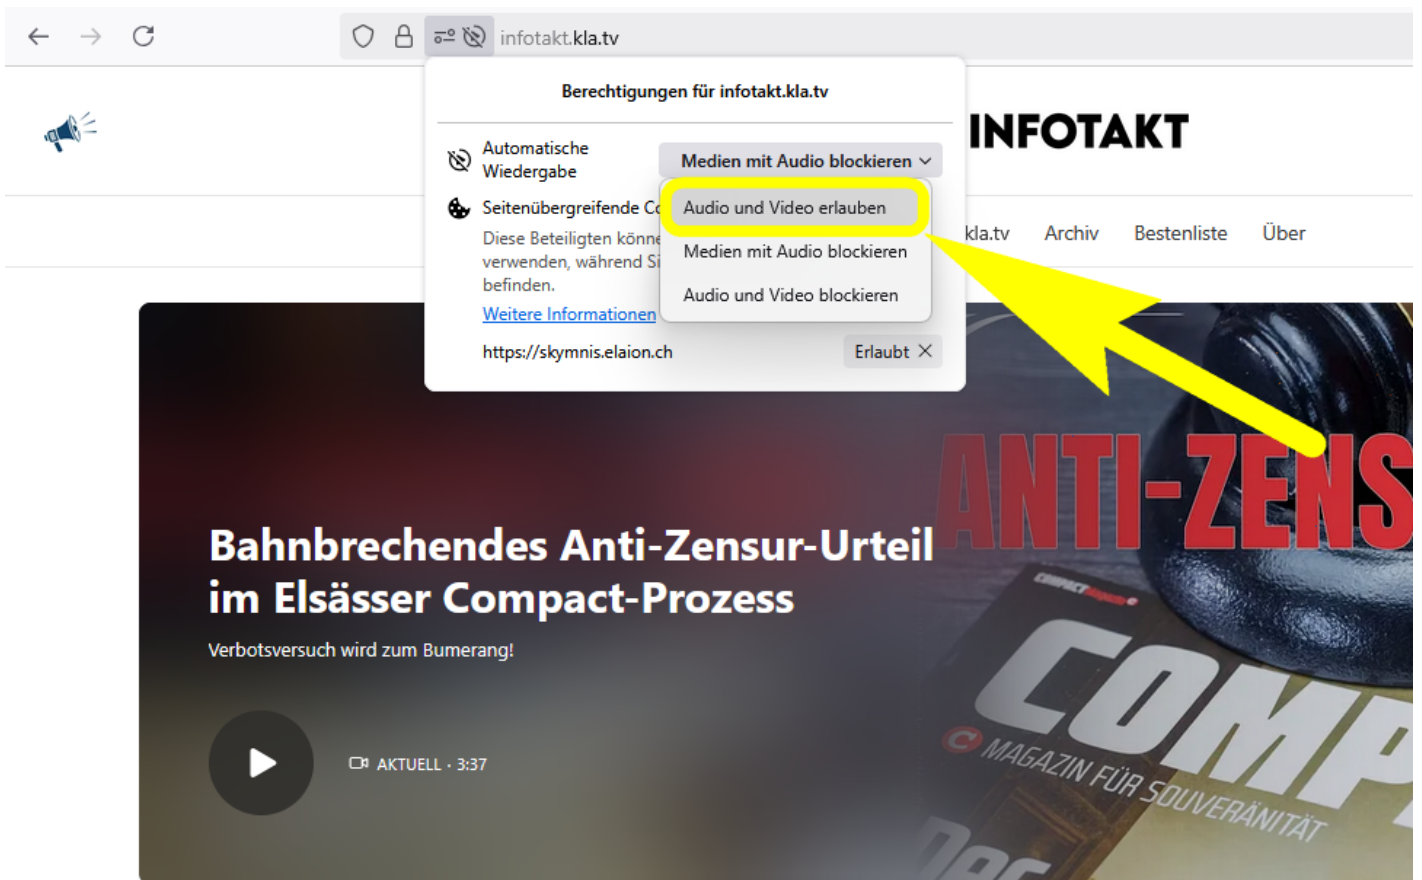 infotakt.kla.tv
Berechtigungen für infotakt.kla.tv
INFOTAKT
Automatische
Wiedergabe
Medien mit Audio blockieren
Seitenübergreifende
Audio und Video erlauben
Diese Beteiligten
verwenden, während
befinden.
Medien mit Audio blockieren
Audio und Video blockieren
Weitere Informationen
https://skymnis.elaion.ch
Erlaubt
kla.tv Archiv Bestenliste Über
ANTI-ZENS
Bahnbrechendes Anti-Zensur-Urteil
im Elsässer Compact-Prozess
Verbotsversuch wird zum Bumerang!
AKTUELL · 3:37
COMPACT
COMP
MAGAZIN FÜR SOUVERÄNITÄT